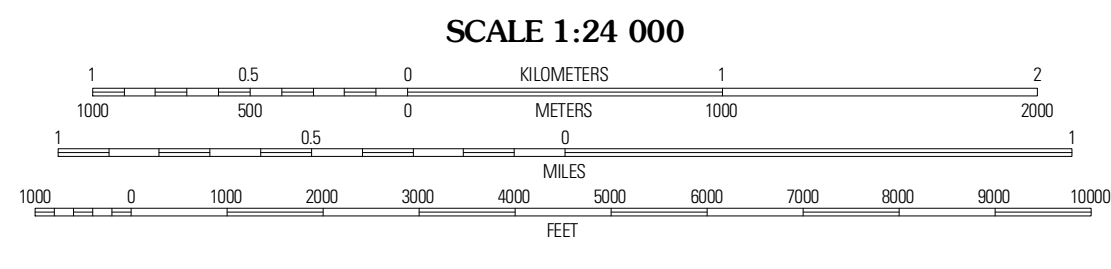 SCALE 1:24 000
1 0.5 0 KILOMETERS 1 2
1000 500 0 METERS 1000 2000
1 0.5 0 1
MILES
1000 0 1000 2000 3000 4000 5000 6000 7000 8000 9000 10000
FEET